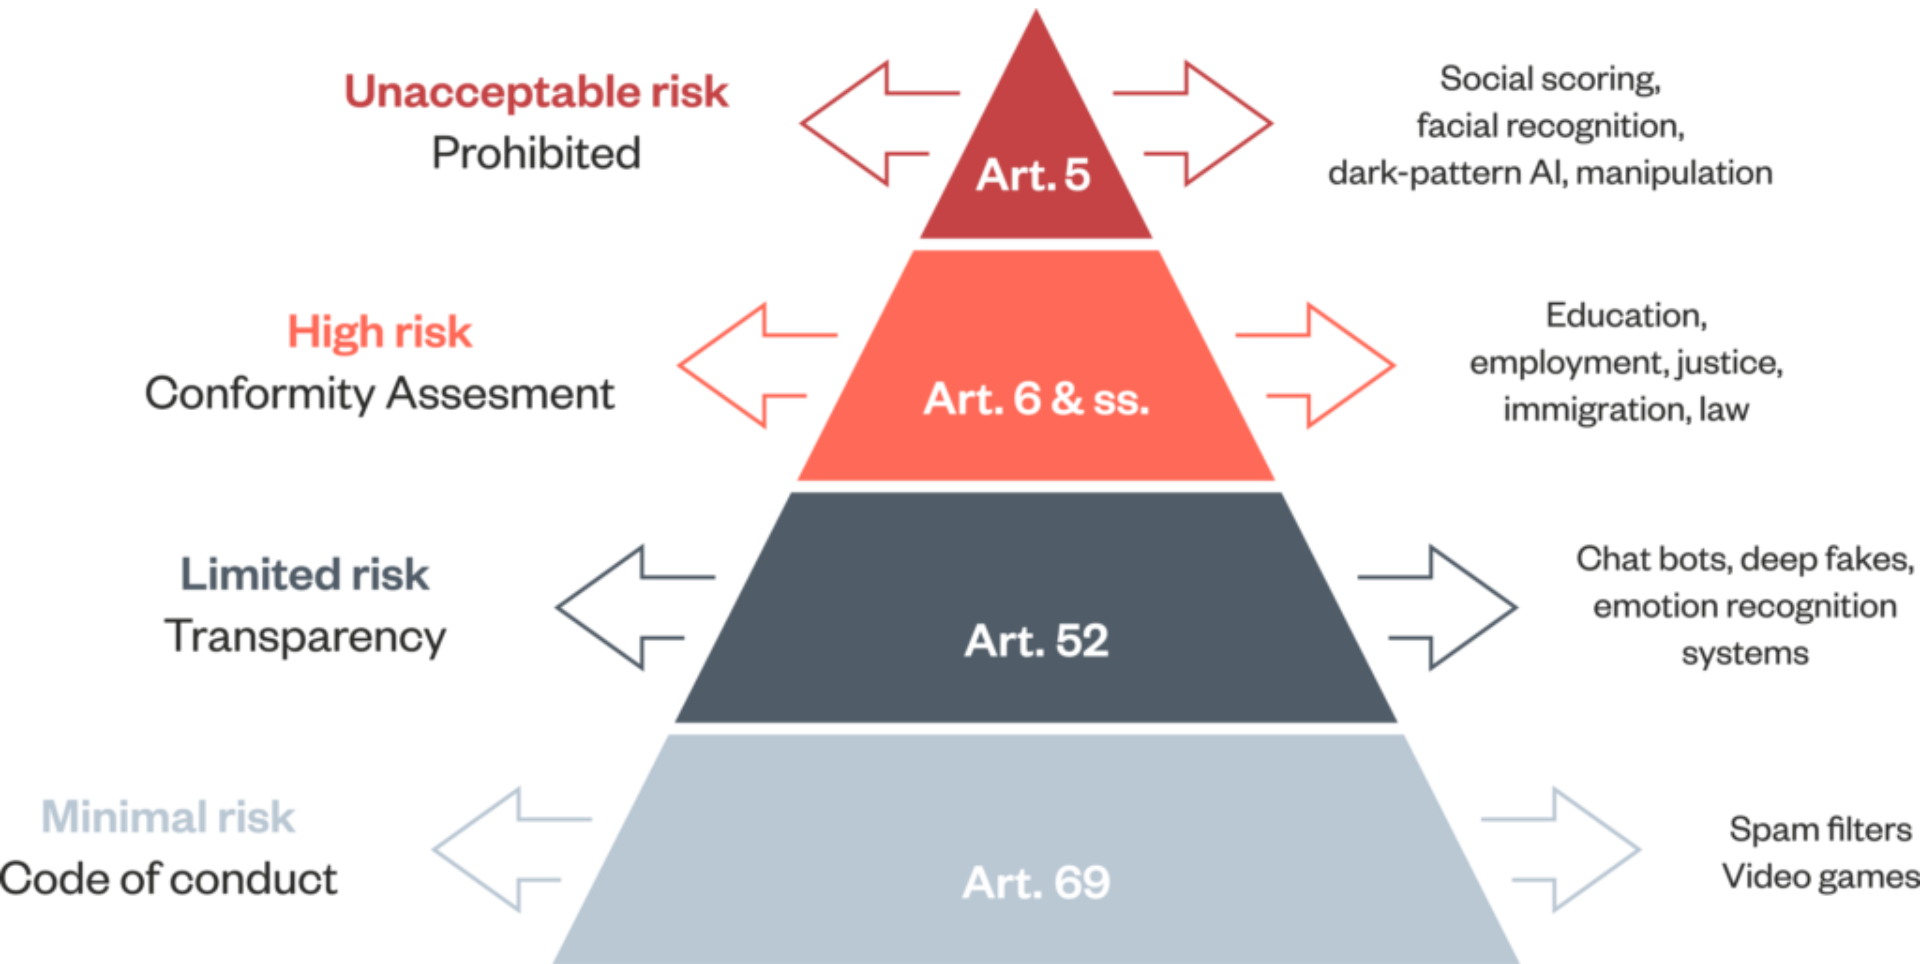 Unacceptable risk
Prohibited
Art. 5
Social scoring,
facial recognition,
dark-pattern AI, manipulation
High risk
Conformity Assesment
Art. 6 & ss.
Education,
employment, justice,
immigration, law
Limited risk
Transparency
Art. 52
Chat bots, deep fakes,
emotion recognition
systems
Minimal risk
Code of conduct
Art. 69
Spam filters
Video games